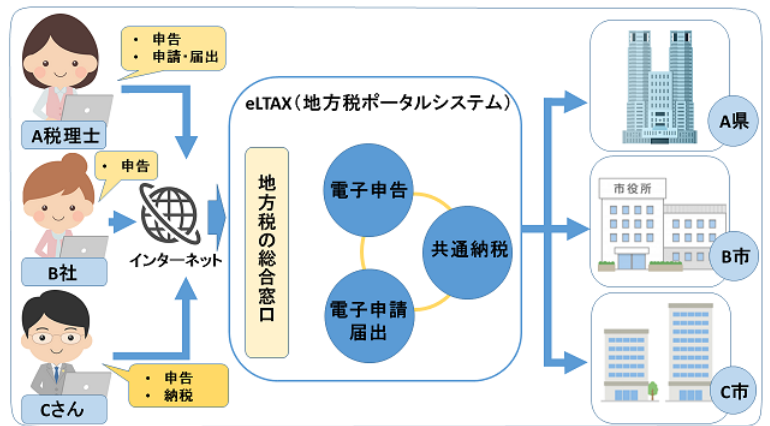 ・ 申告
・ 申請・届出
A税理士
・ 申告
B社
・ 申告
・ 納税
Cさん
インターネット
eLTAX(地方税ポータルシステム)
地方税の総合窓口
電子申告
共通納税
電子申請
届出
A県
市役所
B市
C市